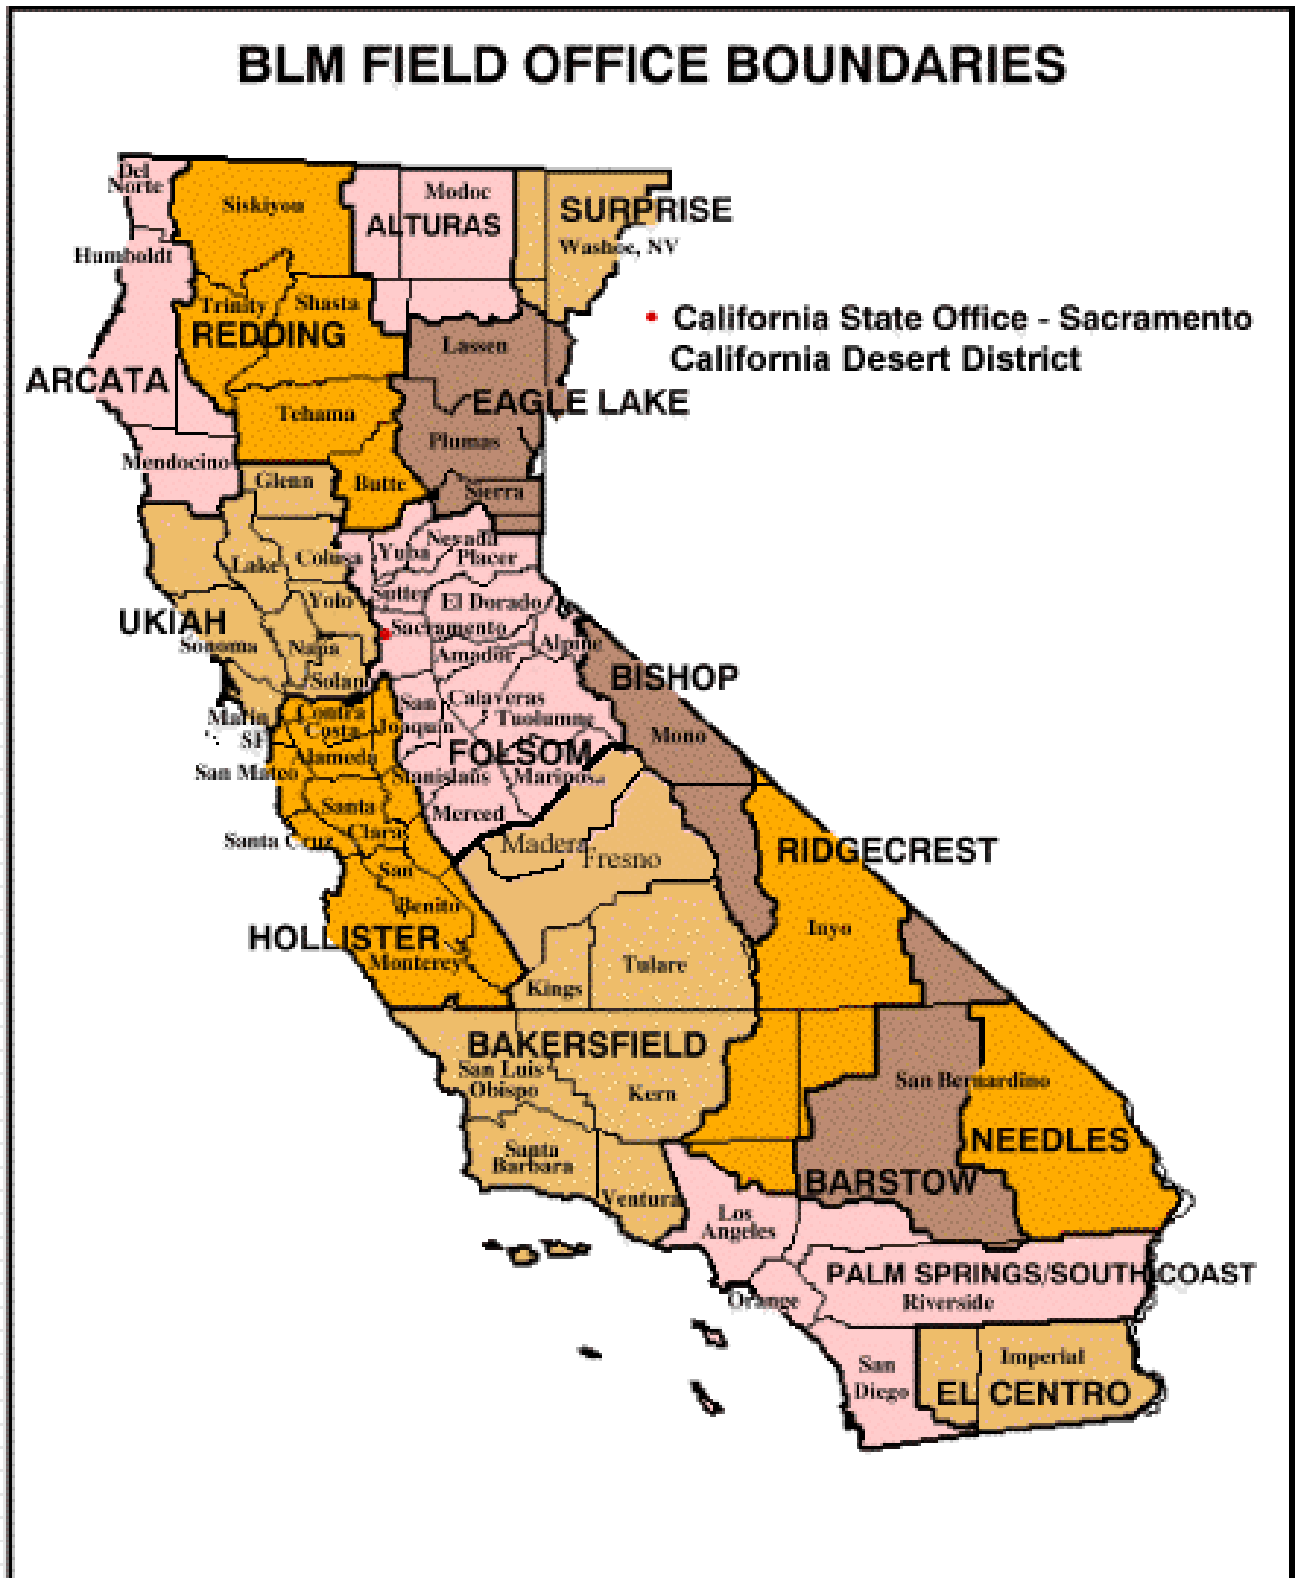 BLM FIELD OFFICE BOUNDARIES
Del
Norte
Siskiyou
Modoc
ALTURAS
SURPRISE
Washoe, NV
Humboldt
Trinity
Shasta
REDDING
• California State Office - Sacramento
California Desert District
Lassen
ARCATA
EAGLE LAKE
Tehama
Plumas
Mendocino
Glenn
Butte
Sierra
Nevada
Yuba
Placer
Lake
Colusa
Sutter
Yolo
El Dorado
UKIAH
Sacramento
Sonoma
Napa
Amador
Alpine
Solano
BISHOP
San
Joaquin
Calaveras
Marin
Contra
Costa
Tuolumne
SF
Mono
Alameda
FOLSOM
San Mateo
Stanislaus
Mariposa
Santa
Clara
Merced
Santa Cruz
Madera
Fresno
RIDGECREST
San
Benito
Inyo
HOLLISTER
Monterey
Tulare
Kings
BAKERSFIELD
San Luis
Obispo
Kern
San Bernardino
NEEDLES
Santa
Barbara
BARSTOW
Ventura
Los
Angeles
PALM SPRINGS/SOUTH COAST
Orange
Riverside
San
Diego
Imperial
EL CENTRO